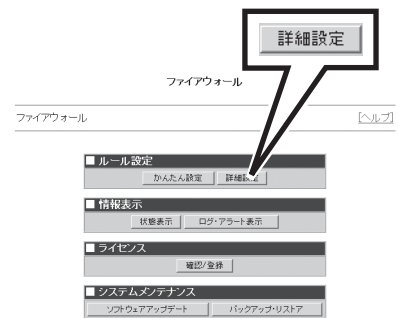 詳細設定
ファイアウォール
ファイアウォール [ヘルプ]
■ ルール設定
かんたん設定 詳細設定
■ 情報表示
状態表示 ログ・アラート表示
■ ライセンス
確認/登録
■ システムメンテナンス
ソフトウェアアップデート バックアップ・リストア